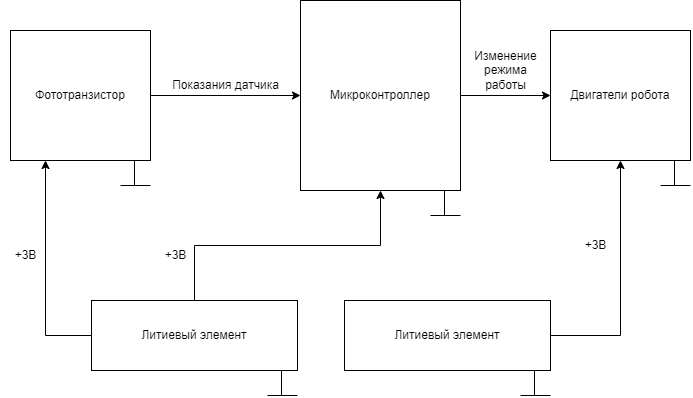 Фототранзистор
Показания датчика
Микроконтроллер
Изменение
режима
работы
Двигатели робота
+3В
+3В
+3В
Литиевый элемент
Литиевый элемент